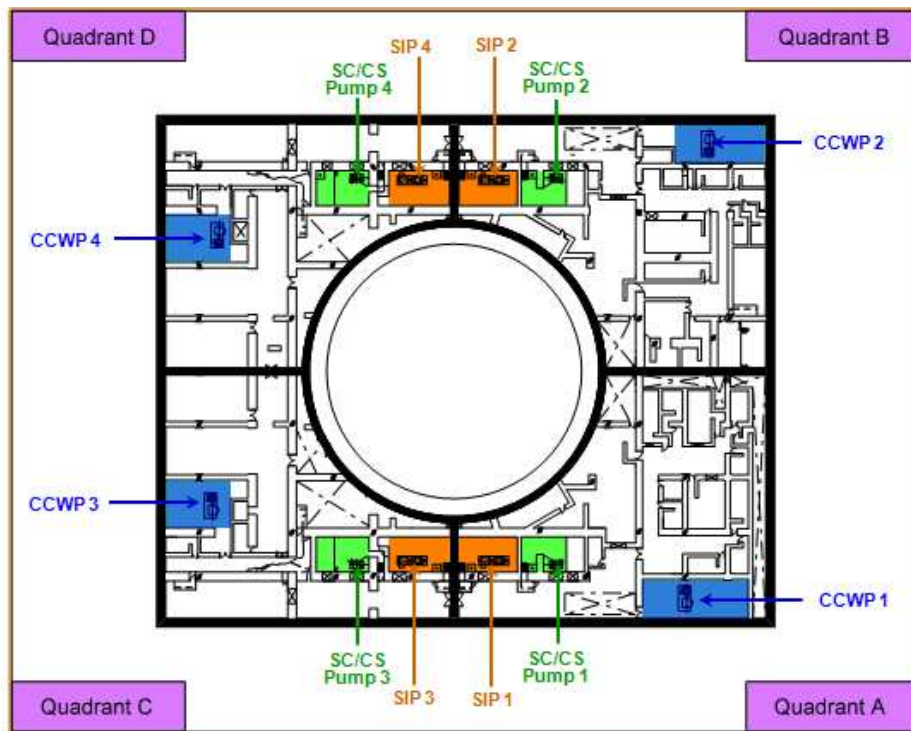 Quadrant D
Quadrant B
SIP 4
SIP 2
SC/CS
Pump 4
SC/CS
Pump 2
CCWP 2
CCWP 4
CCWP 3
CCWP 1
SC/CS
Pump 3
SC/CS
Pump 1
SIP 3
SIP 1
Quadrant C
Quadrant A